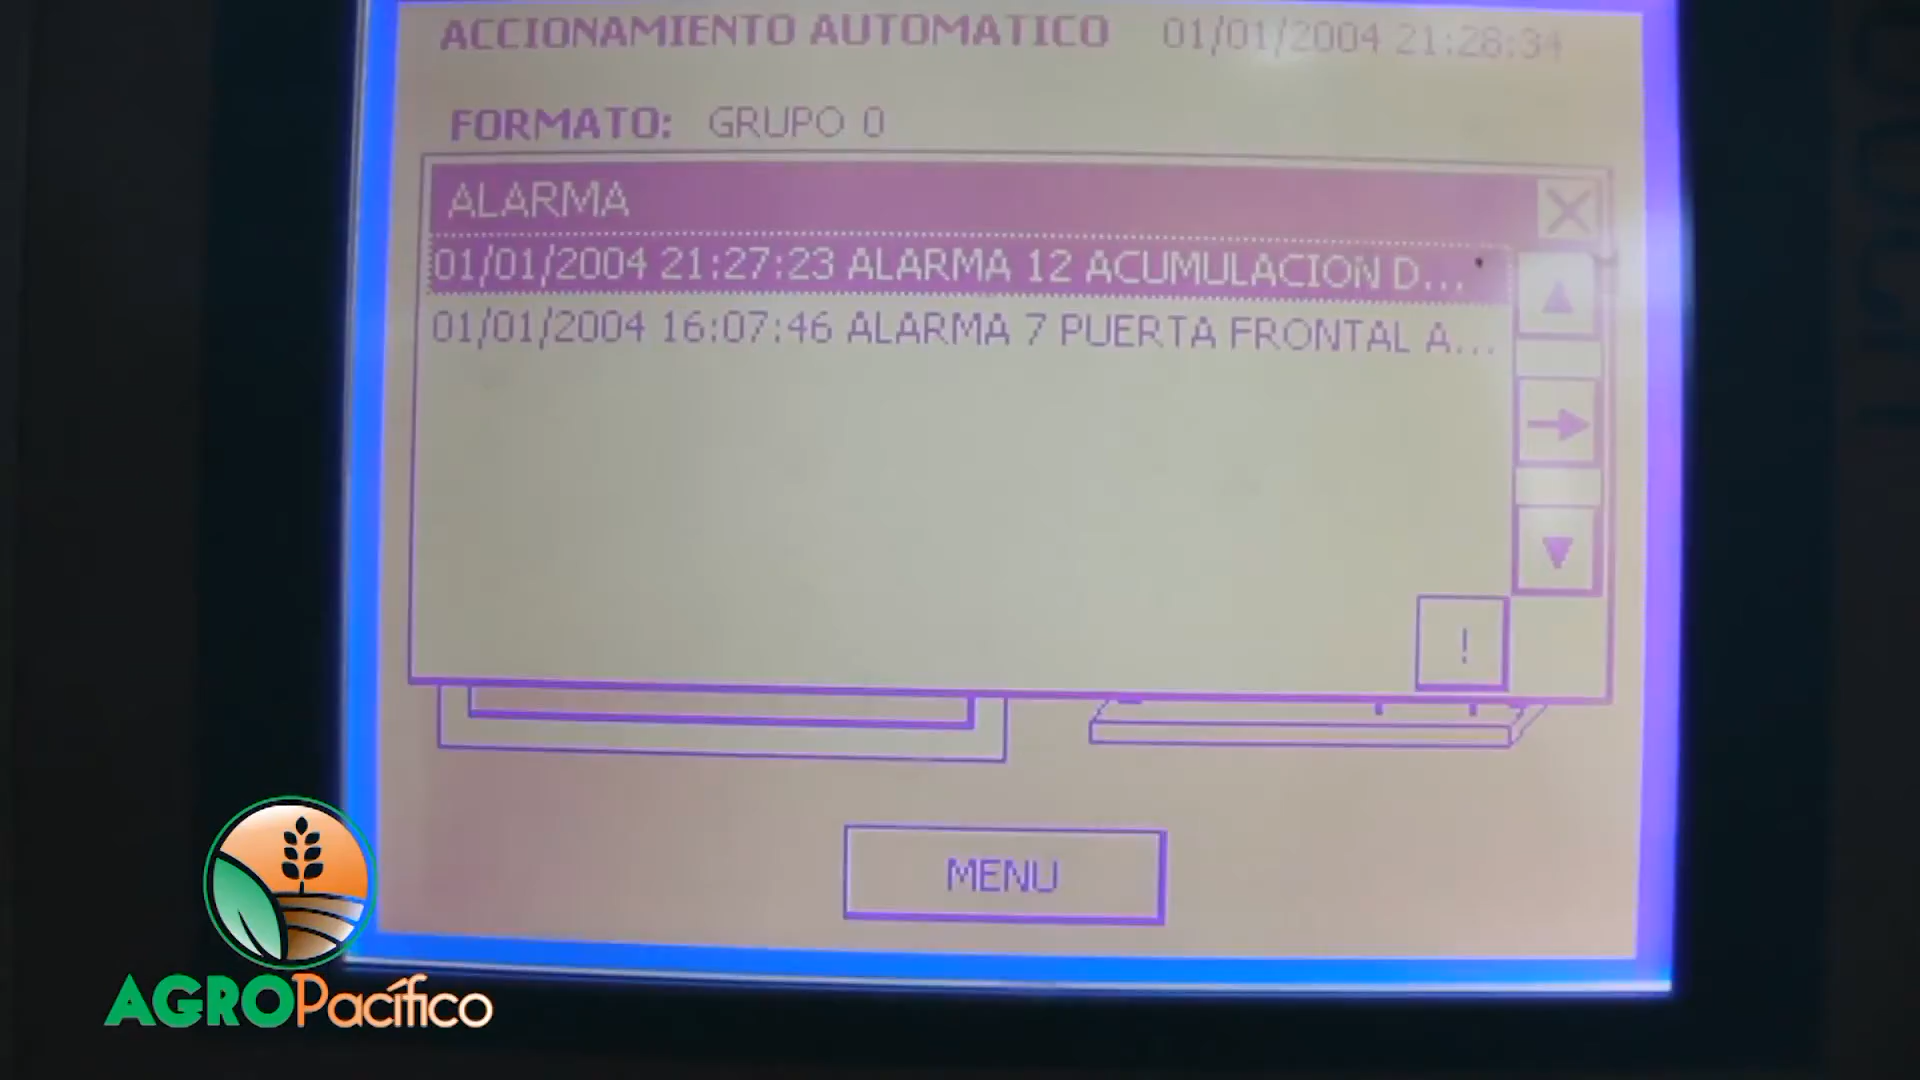 ACCIONAMIENTO AUTOMATICO 01/01/2004 21:28:34
FORMATO: GRUPO 0
ALARMA
01/01/2004 21:27:23 ALARMA 12 ACUMULACION D...
01/01/2004 16:07:46 ALARMA 7 PUERTA FRONTAL A...
!
MENU
AGROPacífico